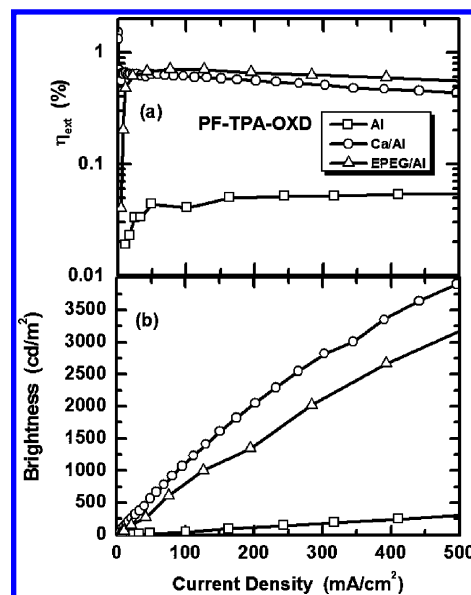 1
0.1
0.01
η_ext (%)
(a)
PF-TPA-OXD
Al
Ca/Al
EPEG/Al
(b)
3500
3000
2500
2000
1500
1000
500
0
Brightness (cd/m²)
0 100 200 300 400 500
Current Density (mA/cm²)